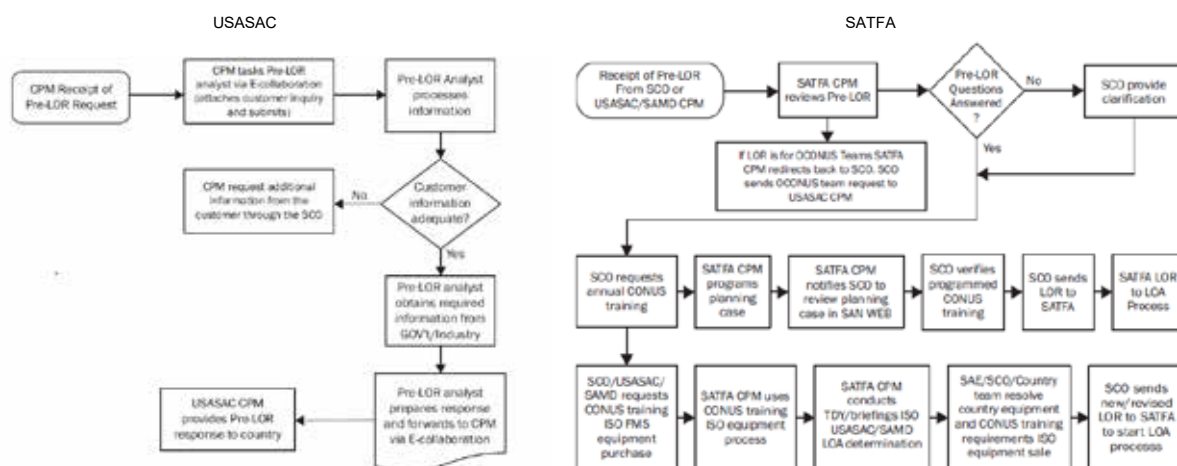 USASAC
CPM Receipt of
Pre-LOR Request
CPM tasks Pre-LOR
analyst via E-collaboration
(attaches customer inquiry
and submits)
Pre-LOR Analyst
processes
information
CPM request additional
information from the
customer through the SCO
No
Customer
information
adequate?
Yes
Pre-LOR analyst
obtains required
information from
GOV't/Industry
USASAC CPM
provides Pre LOR
response to country
Pre-LOR analyst
prepares response
and forwards to CPM
via E-collaboration
SATFA
Receipt of Pre-LOR
From SCO or
USASAC/SAMD CPM
SATFA CPM
reviews Pre-LOR
Pre-LOR
Questions
Answered
?
No
SCO provide
clarification
Yes
If LOR is for OCONUS Teams SATFA
CPM redirects back to SCO. SCO
sends OCONUS team request to
USASAC CPM
SCO requests
annual CONUS
training
SATFA CPM
programs
planning
case
SATFA CPM
notifies SCO to
review planning
case in SAN WEB
SCO verifies
programmed
CONUS
training
SCO sends
LOR to
SATFA
SATFA LOR
to LOA
Process
SCO/USASAC/
SAMD requests
CONUS training
ISO FMS
equipment
purchase
SATFA CPM uses
CONUS training
ISO equipment
process
SATFA CPM
conducts
TDY/briefings ISO
USASAC/SAMD
LOA determination
SAE/SCO/Country
team resolve
country equipment
and CONUS training
requirements ISO
equipment sale
SCO sends
new/revised
LOR to SATFA
to start LOA
processs